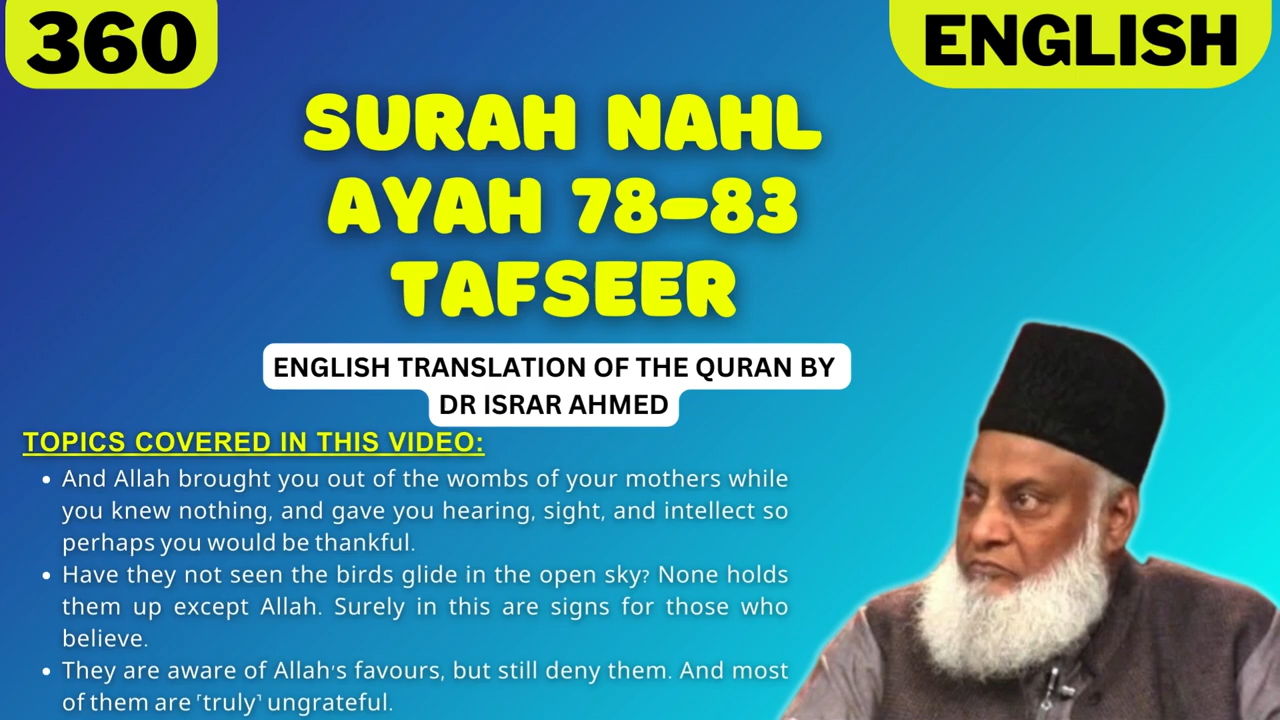 360
ENGLISH
SURAH NAHL
AYAH 78-83
TAFSEER
ENGLISH TRANSLATION OF THE QURAN BY
DR ISRAR AHMED
TOPICS COVERED IN THIS VIDEO:
• And Allah brought you out of the wombs of your mothers while
you knew nothing, and gave you hearing, sight, and intellect so
perhaps you would be thankful.
• Have they not seen the birds glide in the open sky? None holds
them up except Allah. Surely in this are signs for those who
believe.
• They are aware of Allah's favours, but still deny them. And most
of them are ˹truly˺ ungrateful.